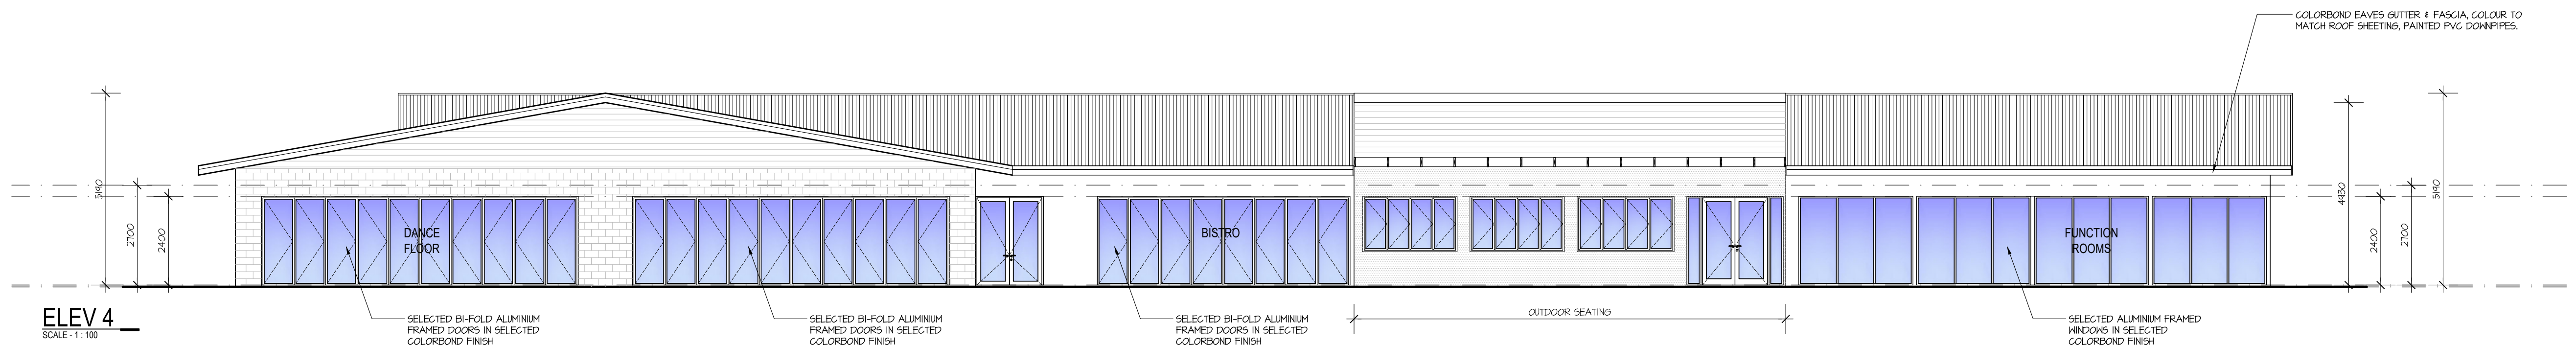 COLORBOND EAVES GUTTER & FASCIA, COLOUR TO
MATCH ROOF SHEETING, PAINTED PVC DOWNPIPES.
5190
2700
2400
DANCE
FLOOR
BISTRO
FUNCTION
ROOMS
4930
5190
2400
2700
OUTDOOR SEATING
ELEV 4
SCALE - 1 : 100
SELECTED BI-FOLD ALUMINIUM
FRAMED DOORS IN SELECTED
COLORBOND FINISH
SELECTED BI-FOLD ALUMINIUM
FRAMED DOORS IN SELECTED
COLORBOND FINISH
SELECTED BI-FOLD ALUMINIUM
FRAMED DOORS IN SELECTED
COLORBOND FINISH
SELECTED ALUMINIUM FRAMED
WINDOWS IN SELECTED
COLORBOND FINISH